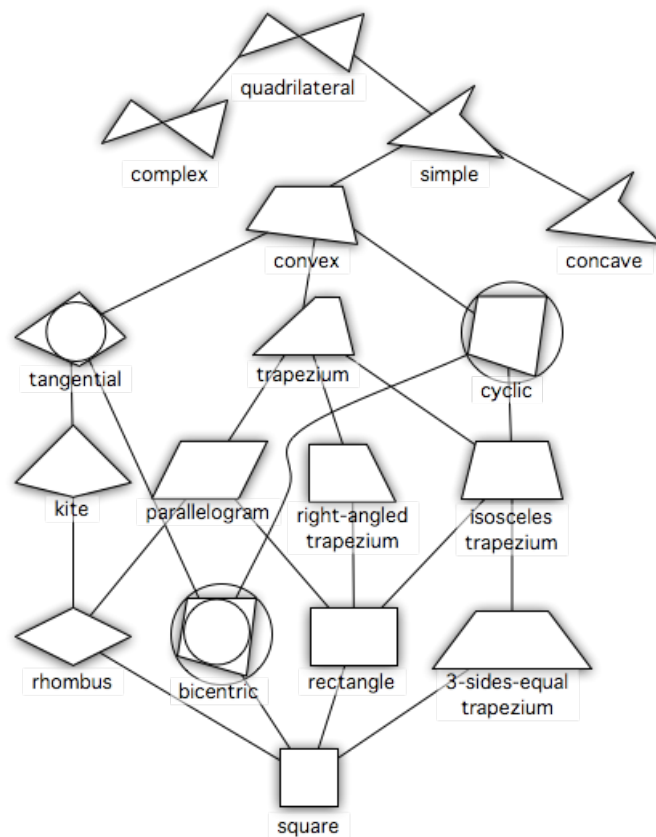 quadrilateral
complex
simple
convex
concave
tangential
trapezium
cyclic
kite
parallelogram
right-angled
trapezium
isosceles
trapezium
rhombus
bicentric
rectangle
3-sides-equal
trapezium
square